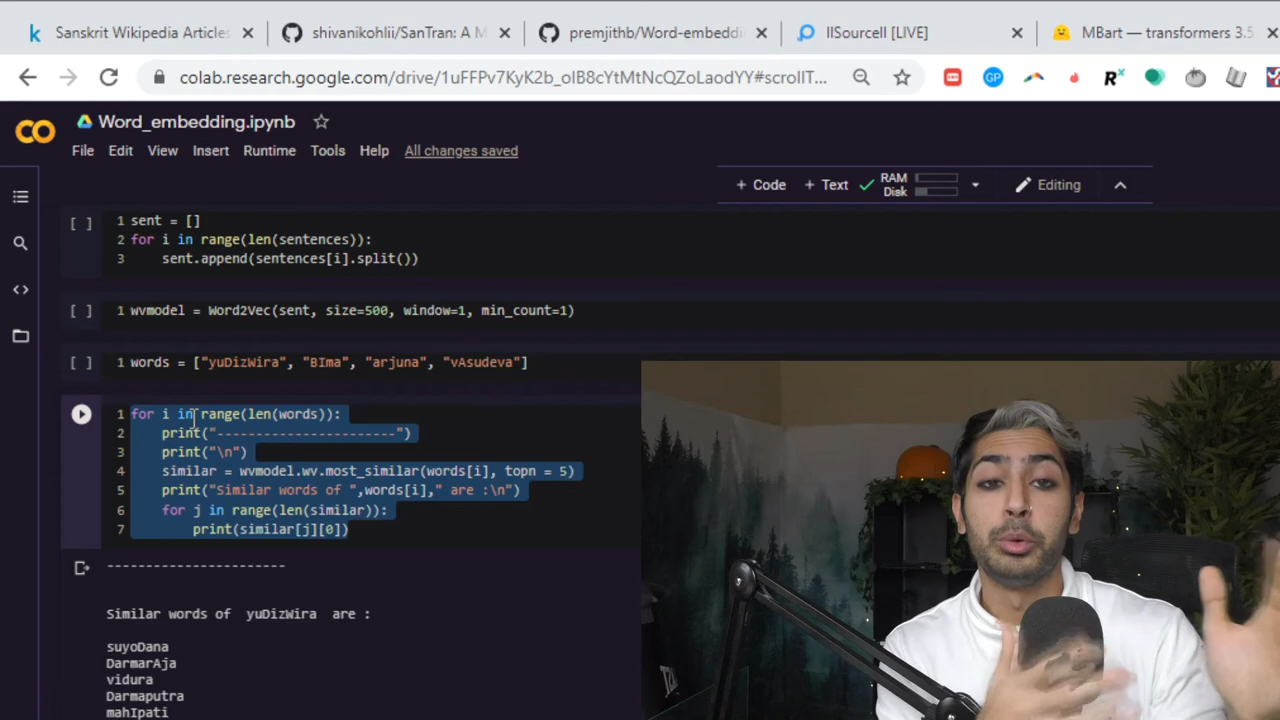 Sanskrit Wikipedia Articles
shivanikohlii/SanTran: A M
premjithb/Word-embeddi
llSourcell [LIVE]
MBart — transformers 3.5
colab.research.google.com/drive/1uFFPv7KyK2b_oIB8cYtMtNcQZoLaodYY#scrollT...
Word_embedding.ipynb
File Edit View Insert Runtime Tools Help All changes saved
+ Code + Text RAM Disk Editing
[ ] 1 sent = []
2 for i in range(len(sentences)):
3 sent.append(sentences[i].split())
[ ] 1 wvmodel = Word2Vec(sent, size=500, window=1, min_count=1)
[ ] 1 words = ["yuDizWira", "BIma", "arjuna", "vAsudeva"]
1 for i in range(len(words)):
2 print("-----------------------")
3 print("\n")
4 similar = wvmodel.wv.most_similar(words[i], topn = 5)
5 print("Similar words of ",words[i]," are :\n")
6 for j in range(len(similar)):
7 print(similar[j][0])
-----------------------
Similar words of yuDizWira are :
suyoDana
DarmarAja
vidura
Darmaputra
mahIpati